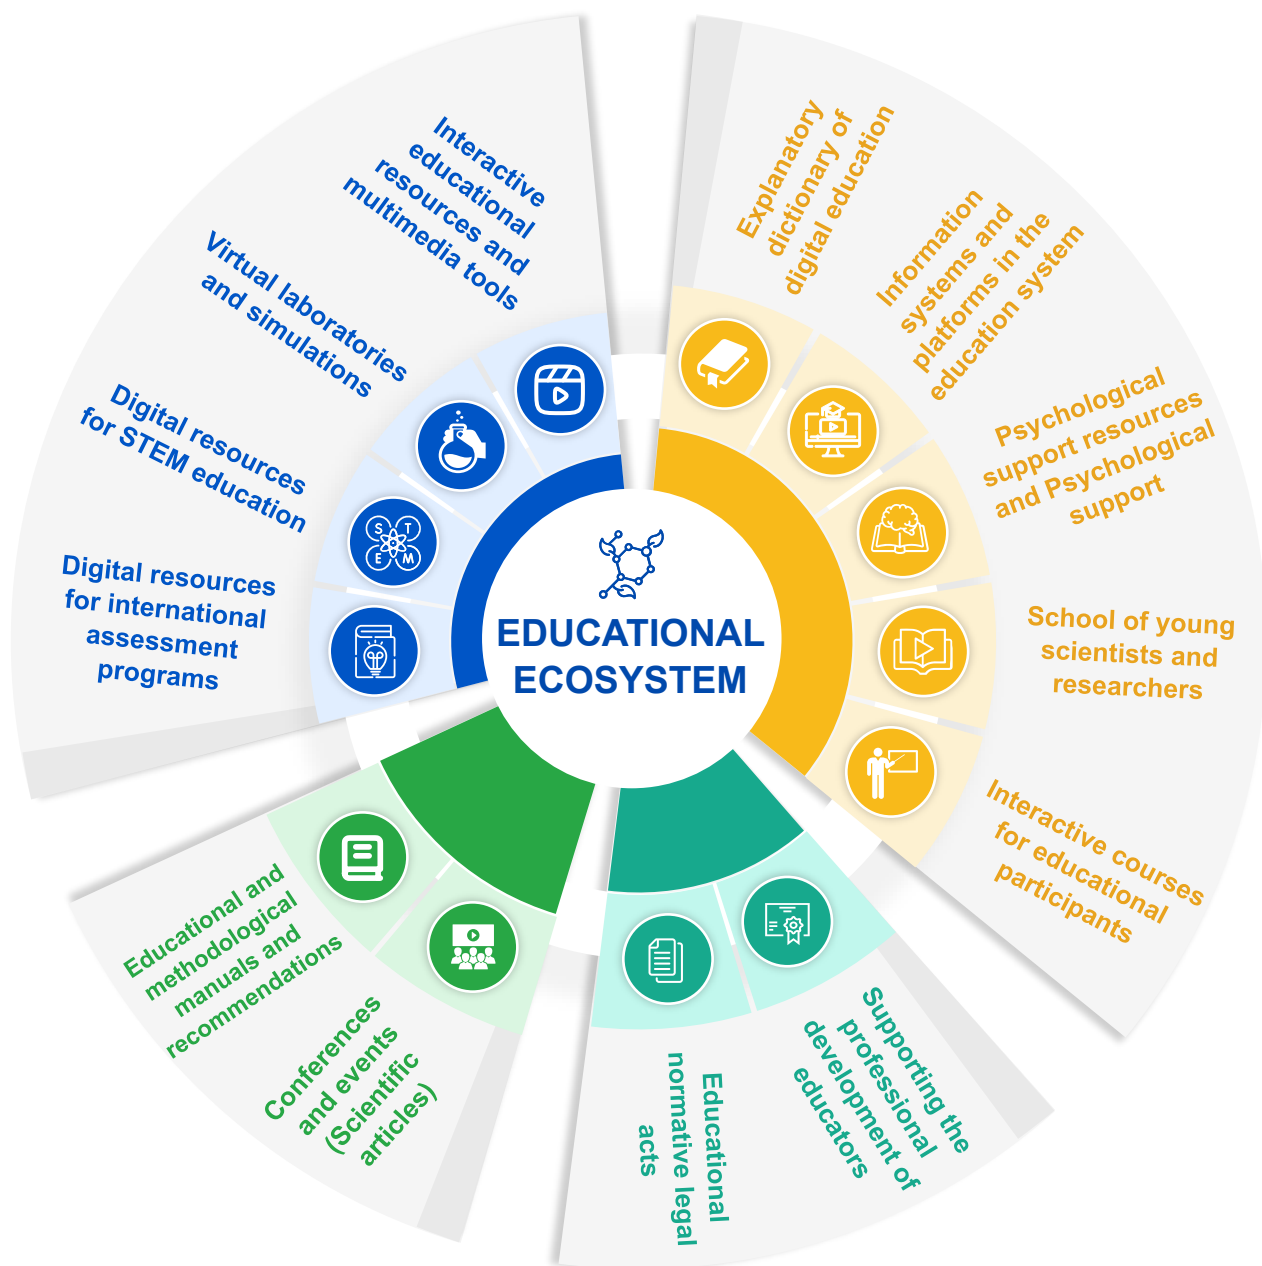 EDUCATIONAL
ECOSYSTEM
Explanatory
dictionary of
digital education
Information
systems and
platforms in the
education system
Psychological
support resources
and Psychological
support
School of young
scientists and
researchers
Interactive courses
for educational
participants
Supporting the
professional
development of
educators
Educational
normative legal
acts
Conferences
and events
(Scientific
articles)
Educational and
methodological
manuals and
recommendations
Digital resources
for international
assessment
programs
Digital resources
for STEM education
S T
E M
Virtual laboratories
and simulations
Interactive
educational
resources and
multimedia tools